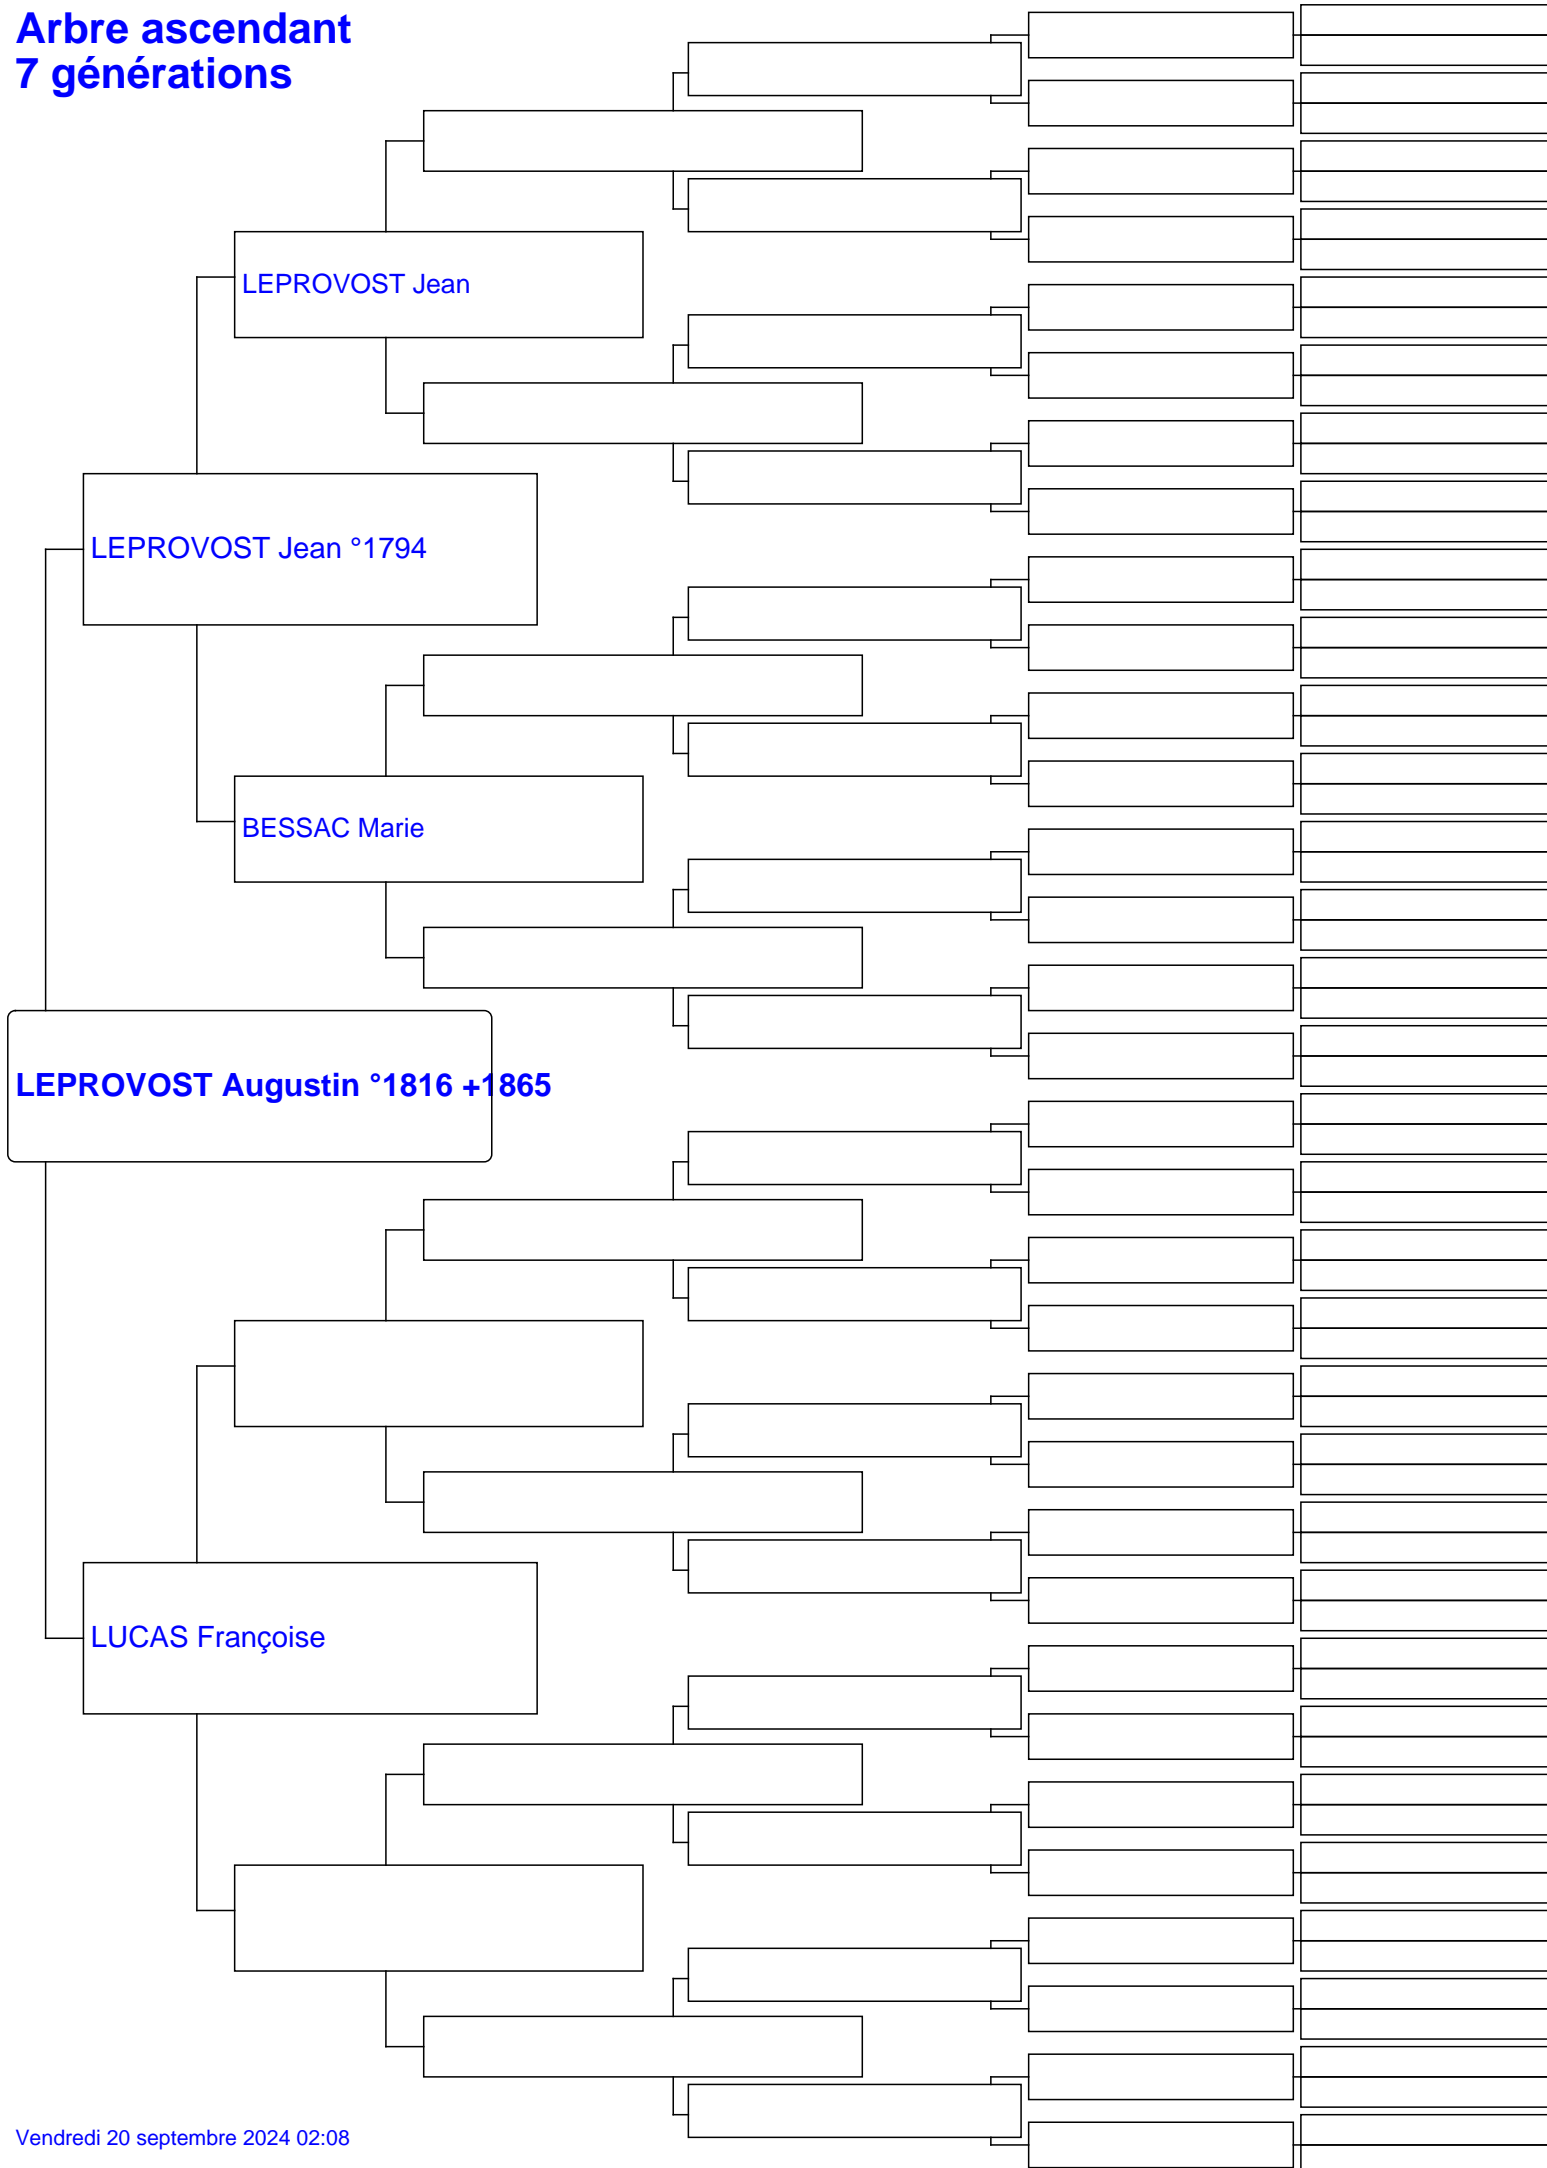 Arbre ascendant
7 générations
LEPROVOST Jean
LEPROVOST Jean °1794
BESSAC Marie
LEPROVOST Augustin °1816 +1865
LUCAS Françoise
Vendredi 20 septembre 2024 02:08